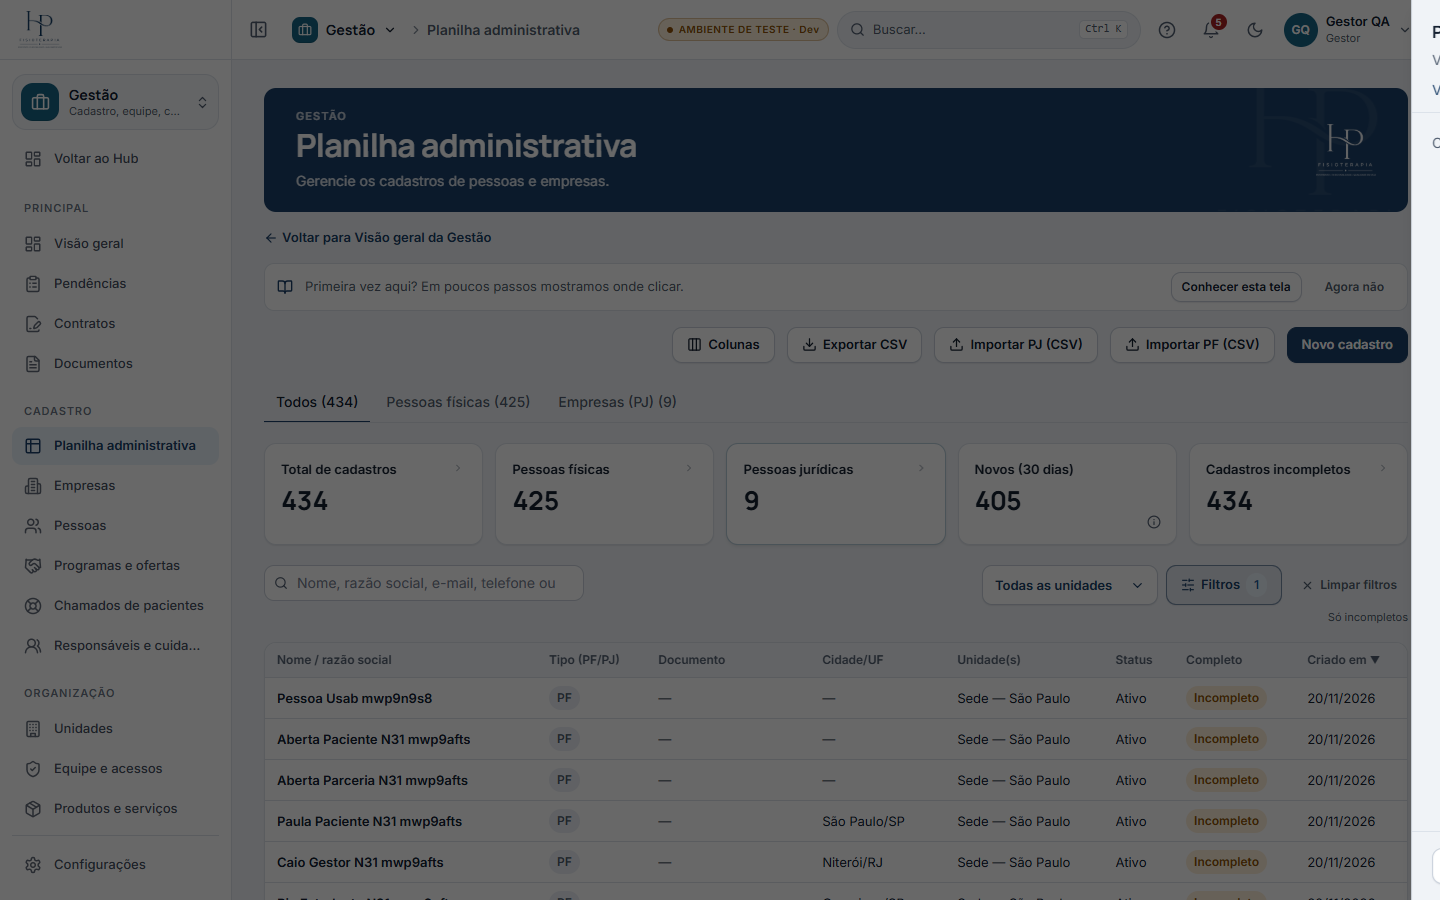 HP
FISIOTERAPIA
Gestão
Planilha administrativa
AMBIENTE DE TESTE · Dev
Buscar...
Ctrl K
5
GQ
Gestor QA
Gestor
Gestão
Cadastro, equipe, c...
Voltar ao Hub
PRINCIPAL
Visão geral
Pendências
Contratos
Documentos
CADASTRO
Planilha administrativa
Empresas
Pessoas
Programas e ofertas
Chamados de pacientes
Responsáveis e cuida...
ORGANIZAÇÃO
Unidades
Equipe e acessos
Produtos e serviços
Configurações
GESTÃO
Planilha administrativa
Gerencie os cadastros de pessoas e empresas.
HP
FISIOTERAPIA
Voltar para Visão geral da Gestão
Primeira vez aqui? Em poucos passos mostramos onde clicar.
Conhecer esta tela
Agora não
Colunas
Exportar CSV
Importar PJ (CSV)
Importar PF (CSV)
Novo cadastro
Todos (434)
Pessoas físicas (425)
Empresas (PJ) (9)
Total de cadastros
434
Pessoas físicas
425
Pessoas jurídicas
9
Novos (30 dias)
405
Cadastros incompletos
434
Nome, razão social, e-mail, telefone ou
Todas as unidades
Filtros 1
Limpar filtros
Só incompletos
Nome / razão social Tipo (PF/PJ) Documento Cidade/UF Unidade(s) Status Completo Criado em ▼
Pessoa Usab mwp9n9s8 PF — — Sede — São Paulo Ativo Incompleto 20/11/2026
Aberta Paciente N31 mwp9afts PF — — Sede — São Paulo Ativo Incompleto 20/11/2026
Aberta Parceria N31 mwp9afts PF — — Sede — São Paulo Ativo Incompleto 20/11/2026
Paula Paciente N31 mwp9afts PF — São Paulo/SP Sede — São Paulo Ativo Incompleto 20/11/2026
Caio Gestor N31 mwp9afts PF — Niterói/RJ Sede — São Paulo Ativo Incompleto 20/11/2026